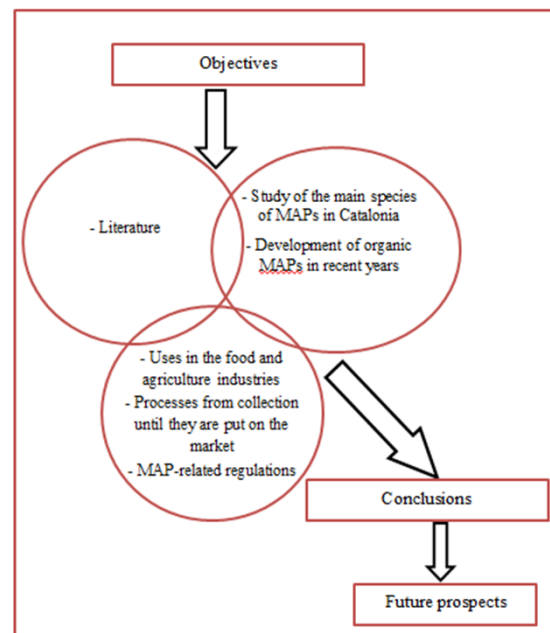 Objectives
- Literature
- Study of the main species
of MAPs in Catalonia
- Development of organic
MAPs in recent years
- Uses in the food and
agriculture industries
- Processes from collection
until they are put on the
market
- MAP-related regulations
Conclusions
Future prospects